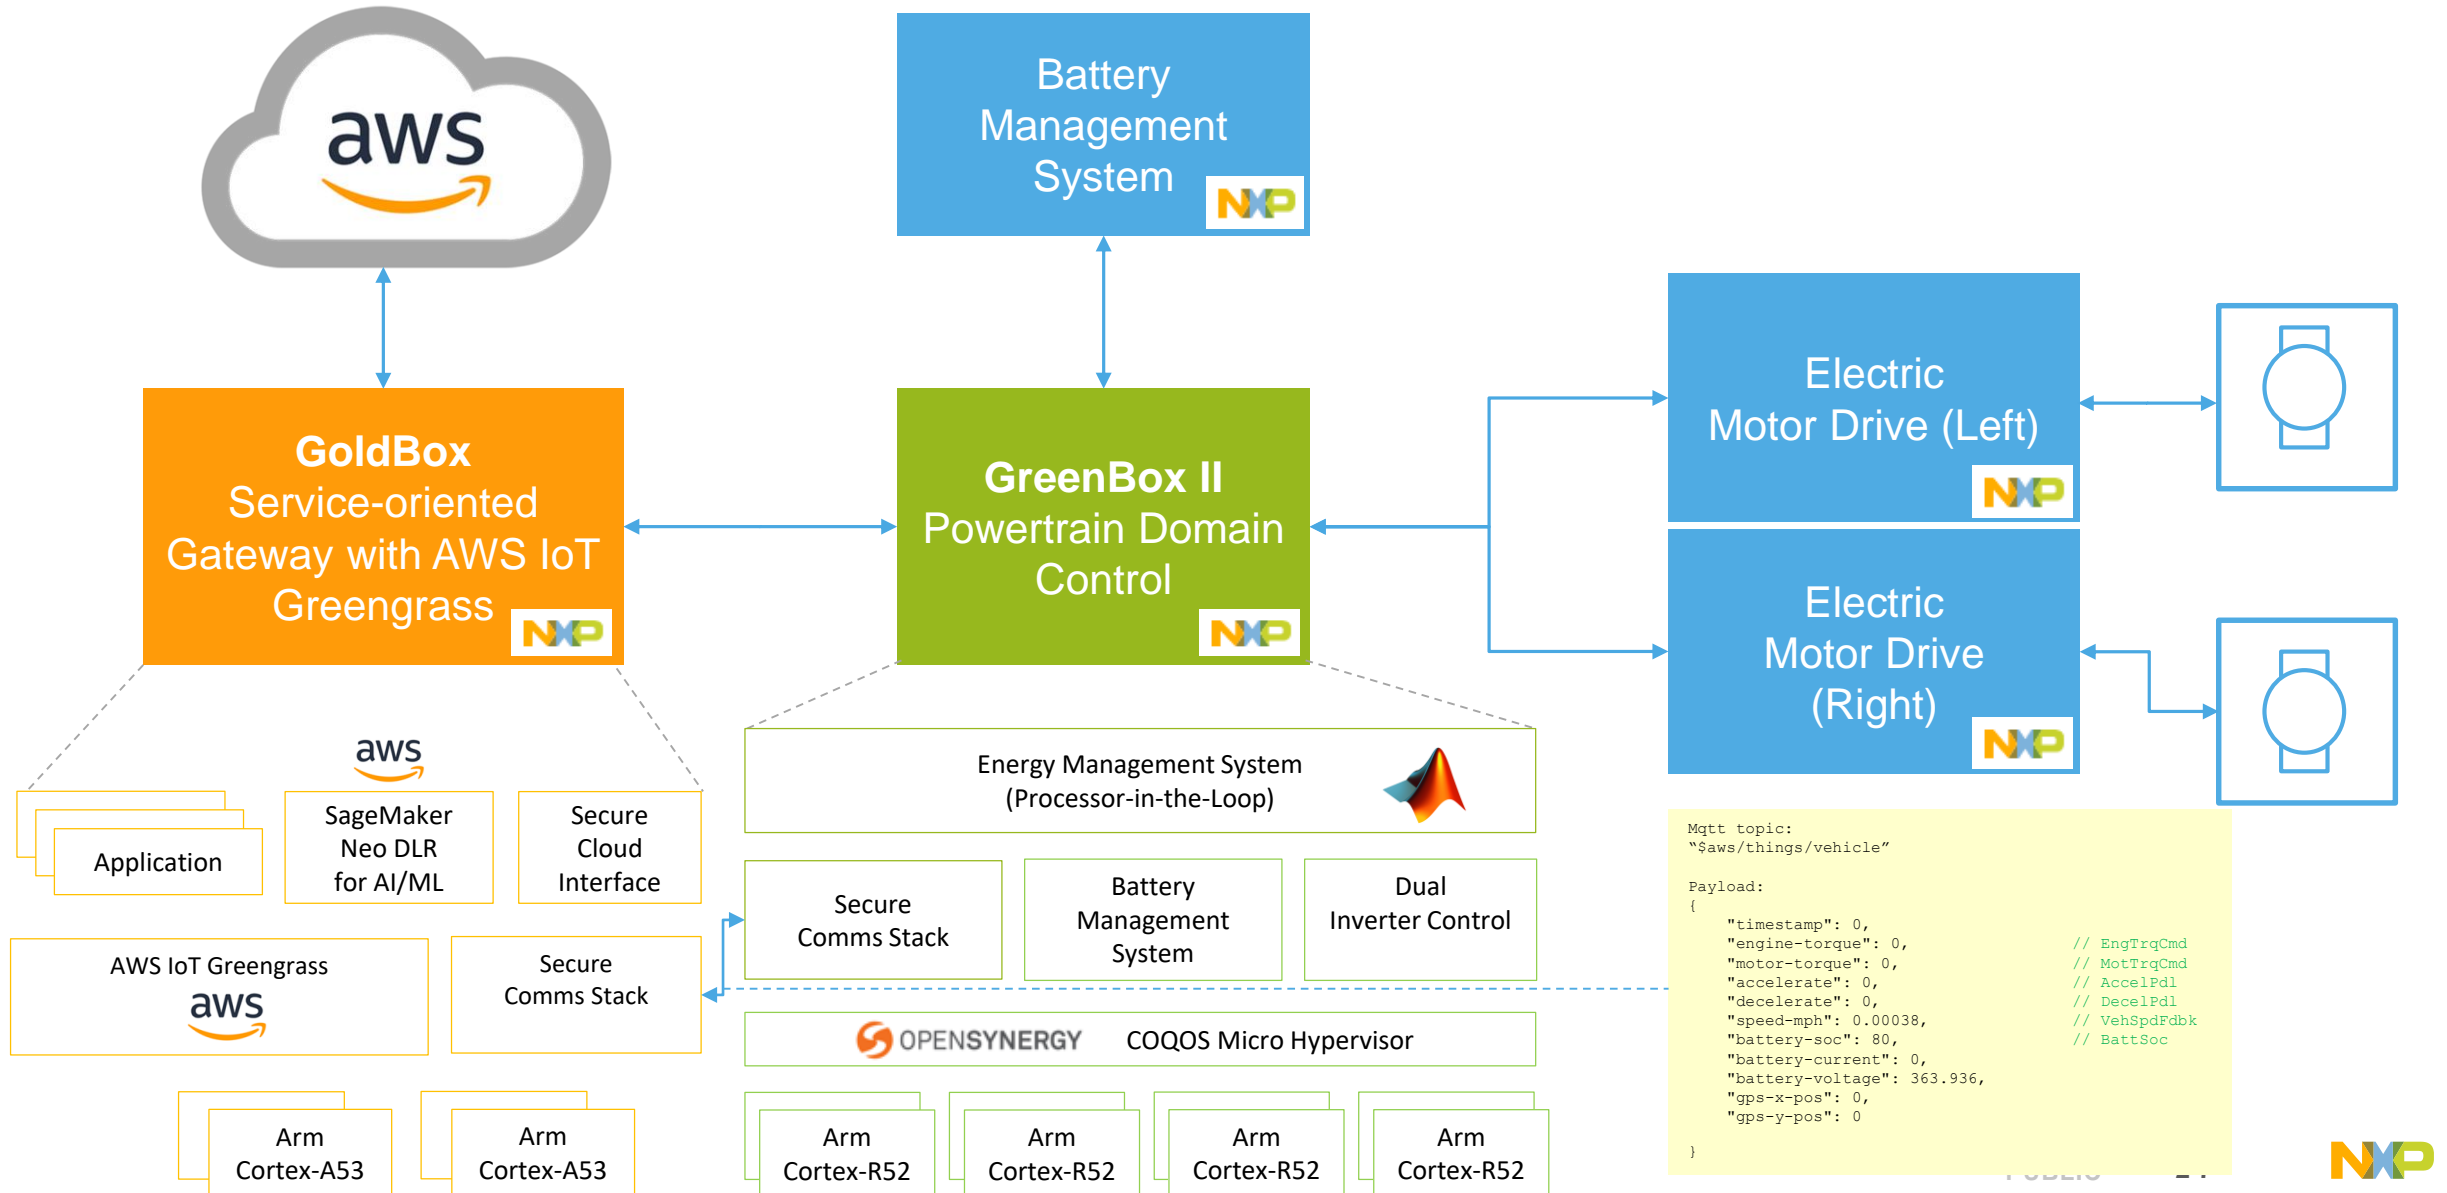 aws
Battery
Management
System
NXP
GoldBox
Service-oriented
Gateway with AWS IoT
Greengrass
NXP
GreenBox II
Powertrain Domain
Control
NXP
Electric
Motor Drive (Left)
NXP
Electric
Motor Drive
(Right)
NXP
aws
Application
SageMaker
Neo DLR
for AI/ML
Secure
Cloud
Interface
AWS IoT Greengrass
aws
Secure
Comms Stack
Arm
Cortex-A53
Arm
Cortex-A53
Energy Management System
(Processor-in-the-Loop)
Secure
Comms Stack
Battery
Management
System
Dual
Inverter Control
OPENSYNERGY COQOS Micro Hypervisor
Arm
Cortex-R52
Arm
Cortex-R52
Arm
Cortex-R52
Arm
Cortex-R52
Mqtt topic:
“$aws/things/vehicle”
Payload:
{
"timestamp": 0,
"engine-torque": 0, // EngTrqCmd
"motor-torque": 0, // MotTrqCmd
"accelerate": 0, // AccelPdl
"decelerate": 0, // DecelPdl
"speed-mph": 0.00038, // VehSpdFdbk
"battery-soc": 80, // BattSoc
"battery-current": 0,
"battery-voltage": 363.936,
"gps-x-pos": 0,
"gps-y-pos": 0
}
NXP